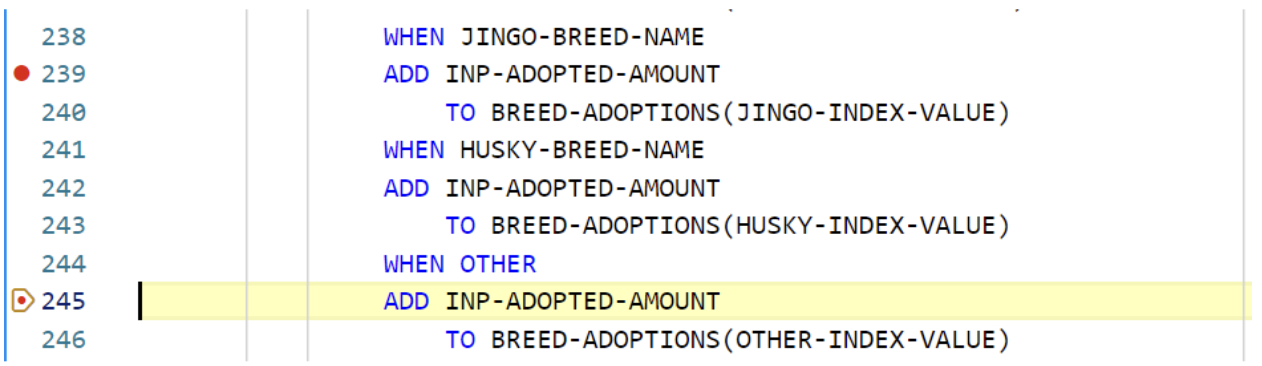 238 WHEN JINGO-BREED-NAME
239 ADD INP-ADOPTED-AMOUNT
240 TO BREED-ADOPTIONS(JINGO-INDEX-VALUE)
241 WHEN HUSKY-BREED-NAME
242 ADD INP-ADOPTED-AMOUNT
243 TO BREED-ADOPTIONS(HUSKY-INDEX-VALUE)
244 WHEN OTHER
245 ADD INP-ADOPTED-AMOUNT
246 TO BREED-ADOPTIONS(OTHER-INDEX-VALUE)